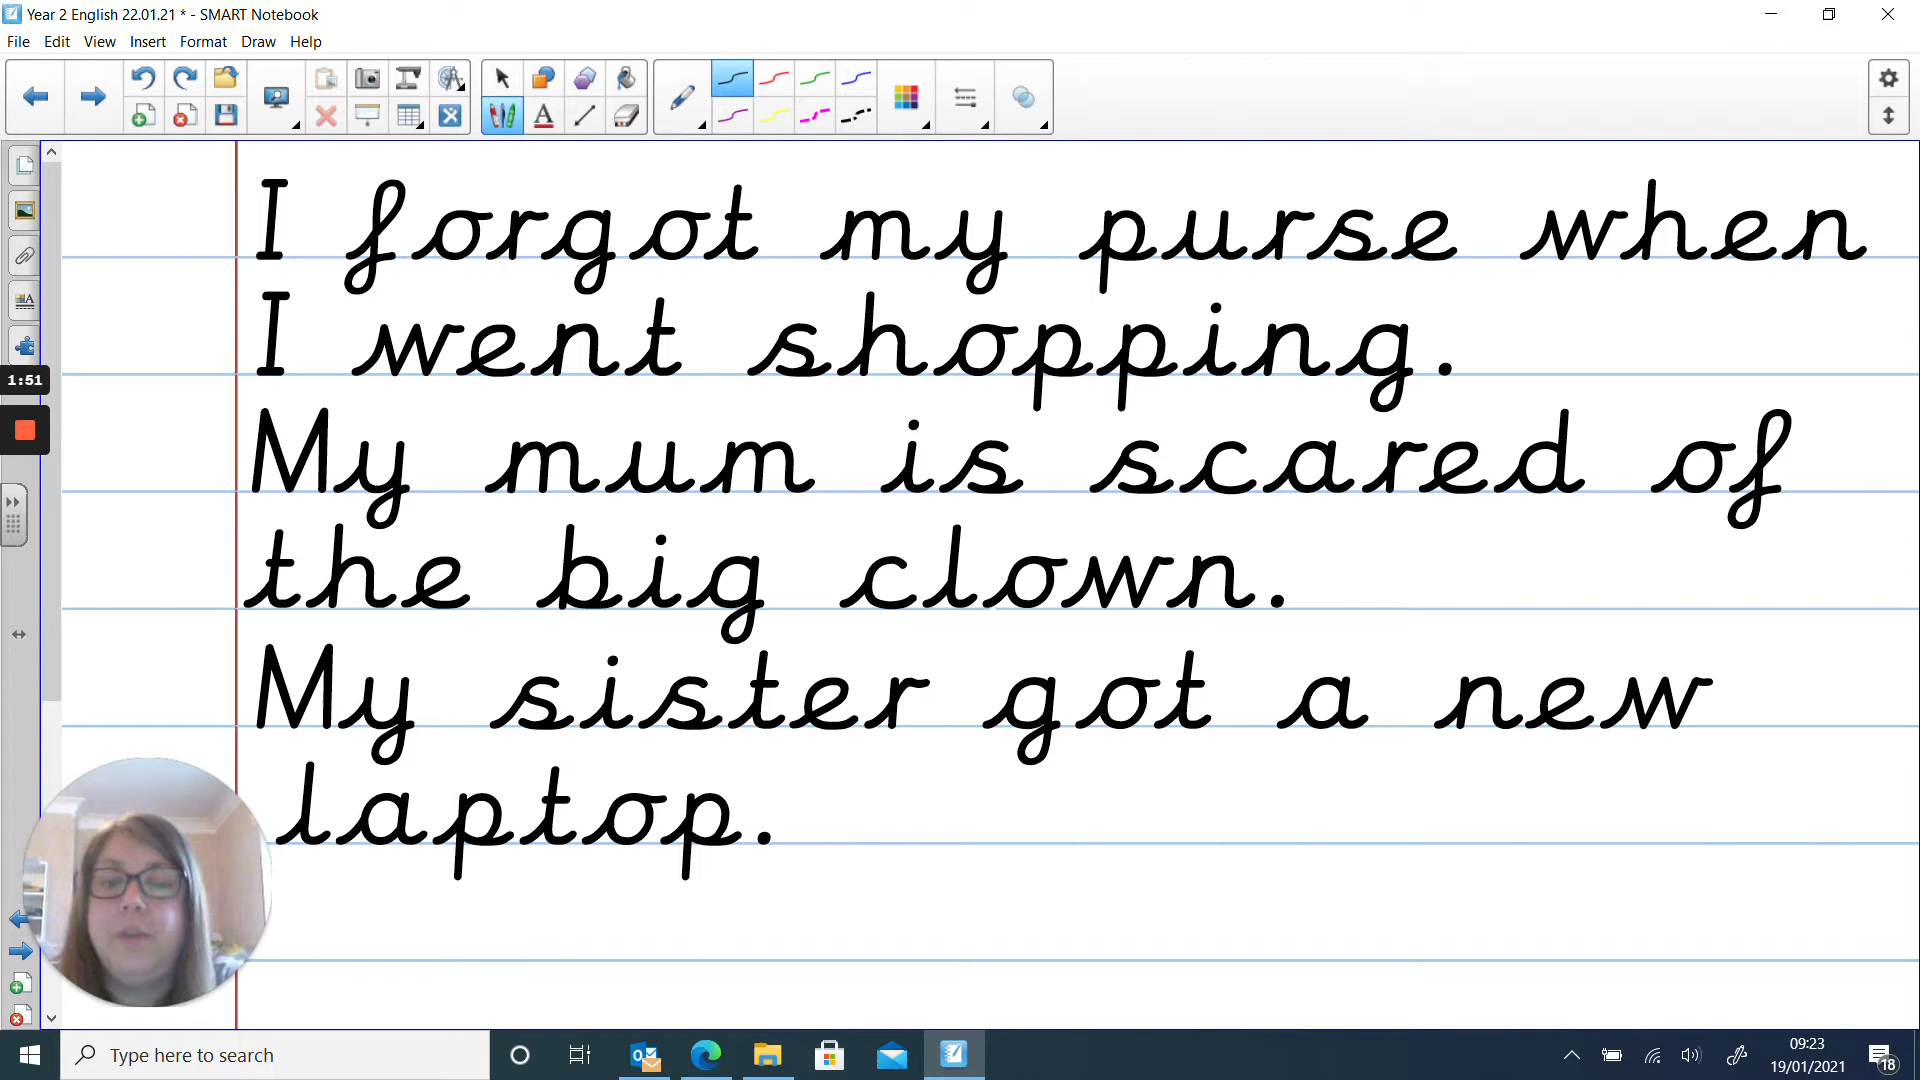 Year 2 English 22.01.21 * - SMART Notebook
File Edit View Insert Format Draw Help
I forgot my purse when
I went shopping.
1:51
My mum is scared of
the big clown.
My sister got a new
laptop.
Type here to search
09:23
19/01/2021
18